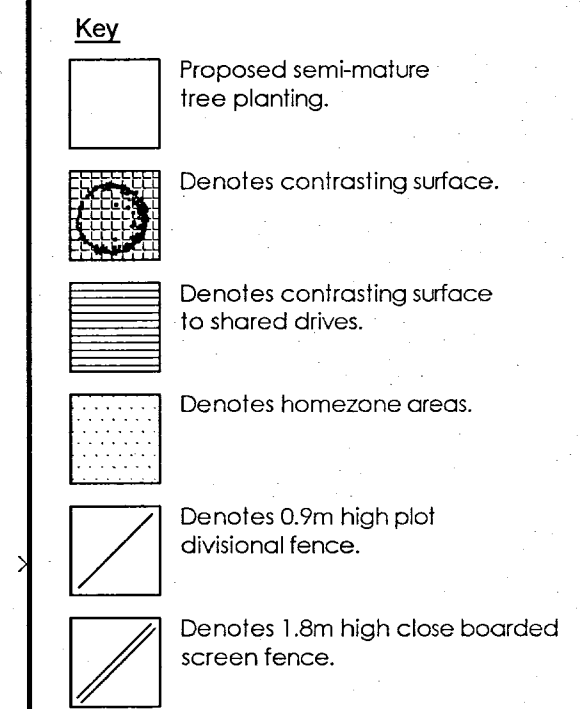 Key
Proposed semi-mature
tree planting.
Denotes contrasting surface.
Denotes contrasting surface
to shared drives.
Denotes homezone areas.
Denotes 0.9m high plot
divisional fence.
Denotes 1.8m high close boarded
screen fence.